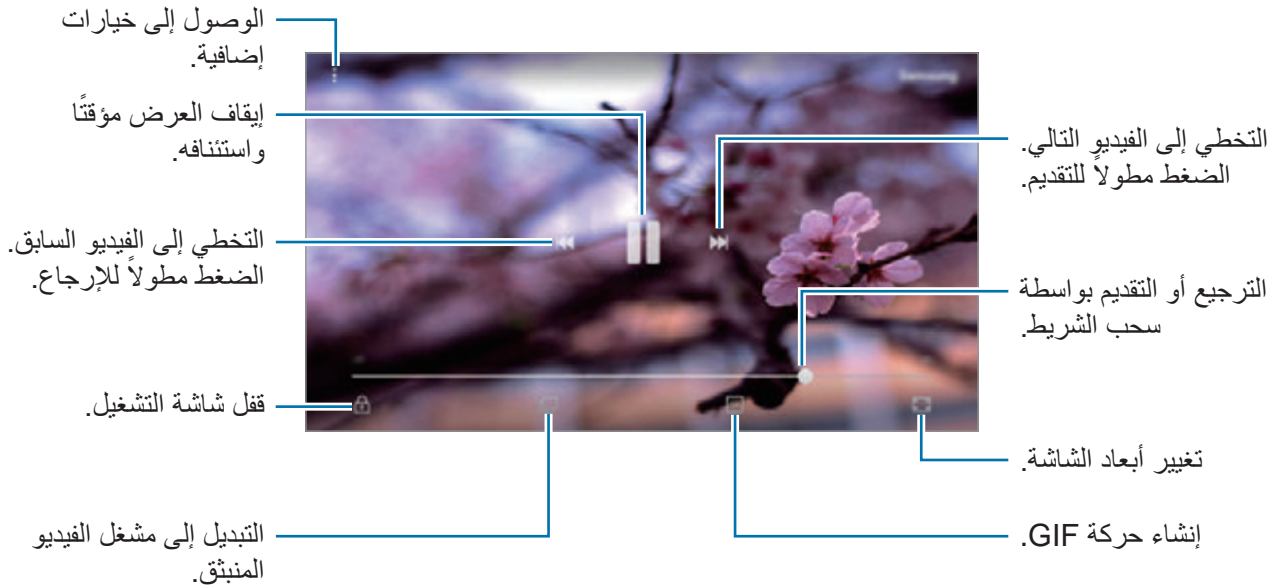 الوصول إلى خيارات
إضافية.
إيقاف العرض مؤقتًا
واستئنافه.
التخطي إلى الفيديو السابق.
الضغط مطولاً للإرجاع.
قفل شاشة التشغيل.
التبديل إلى مشغل الفيديو
المنبثق.
Samsung
التخطي إلى الفيديو التالي.
الضغط مطولاً للتقديم.
الترجيع أو التقديم بواسطة
سحب الشريط.
تغيير أبعاد الشاشة.
إنشاء حركة GIF.